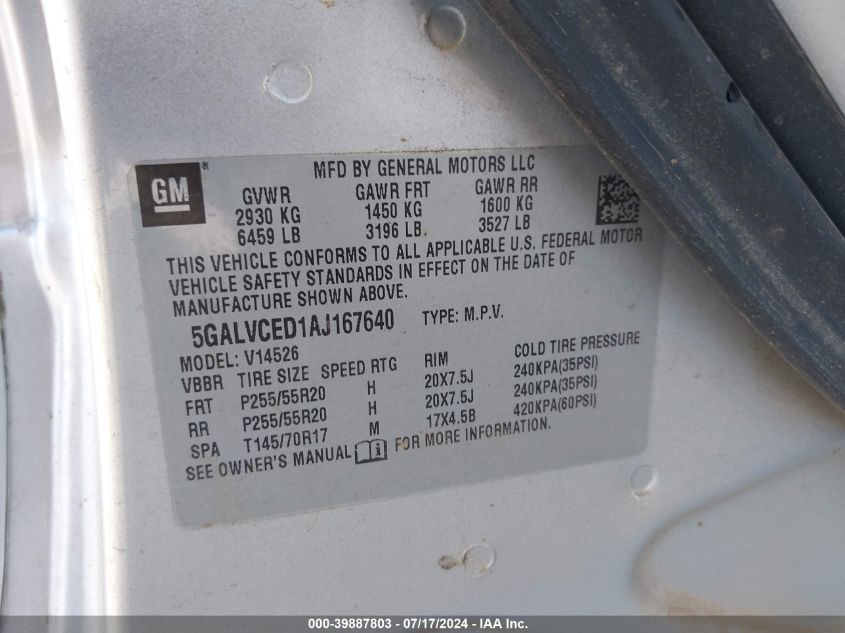 MFD BY GENERAL MOTORS LLC
GM®
GVWR GAWR FRT GAWR RR
2930 KG 1450 KG 1600 KG
6459 LB 3196 LB 3527 LB
THIS VEHICLE CONFORMS TO ALL APPLICABLE U.S. FEDERAL MOTOR
VEHICLE SAFETY STANDARDS IN EFFECT ON THE DATE OF
MANUFACTURE SHOWN ABOVE.
5GALVCED1AJ167640 TYPE: M.P.V.
MODEL: V14526
VBBR TIRE SIZE SPEED RTG RIM COLD TIRE PRESSURE
FRT P255/55R20 H 20X7.5J 240KPA(35PSI)
RR P255/55R20 H 20X7.5J 240KPA(35PSI)
SPA T145/70R17 M 17X4.5B 420KPA(60PSI)
SEE OWNER'S MANUAL FOR MORE INFORMATION.
000-39887803 - 07/17/2024 - IAA Inc.